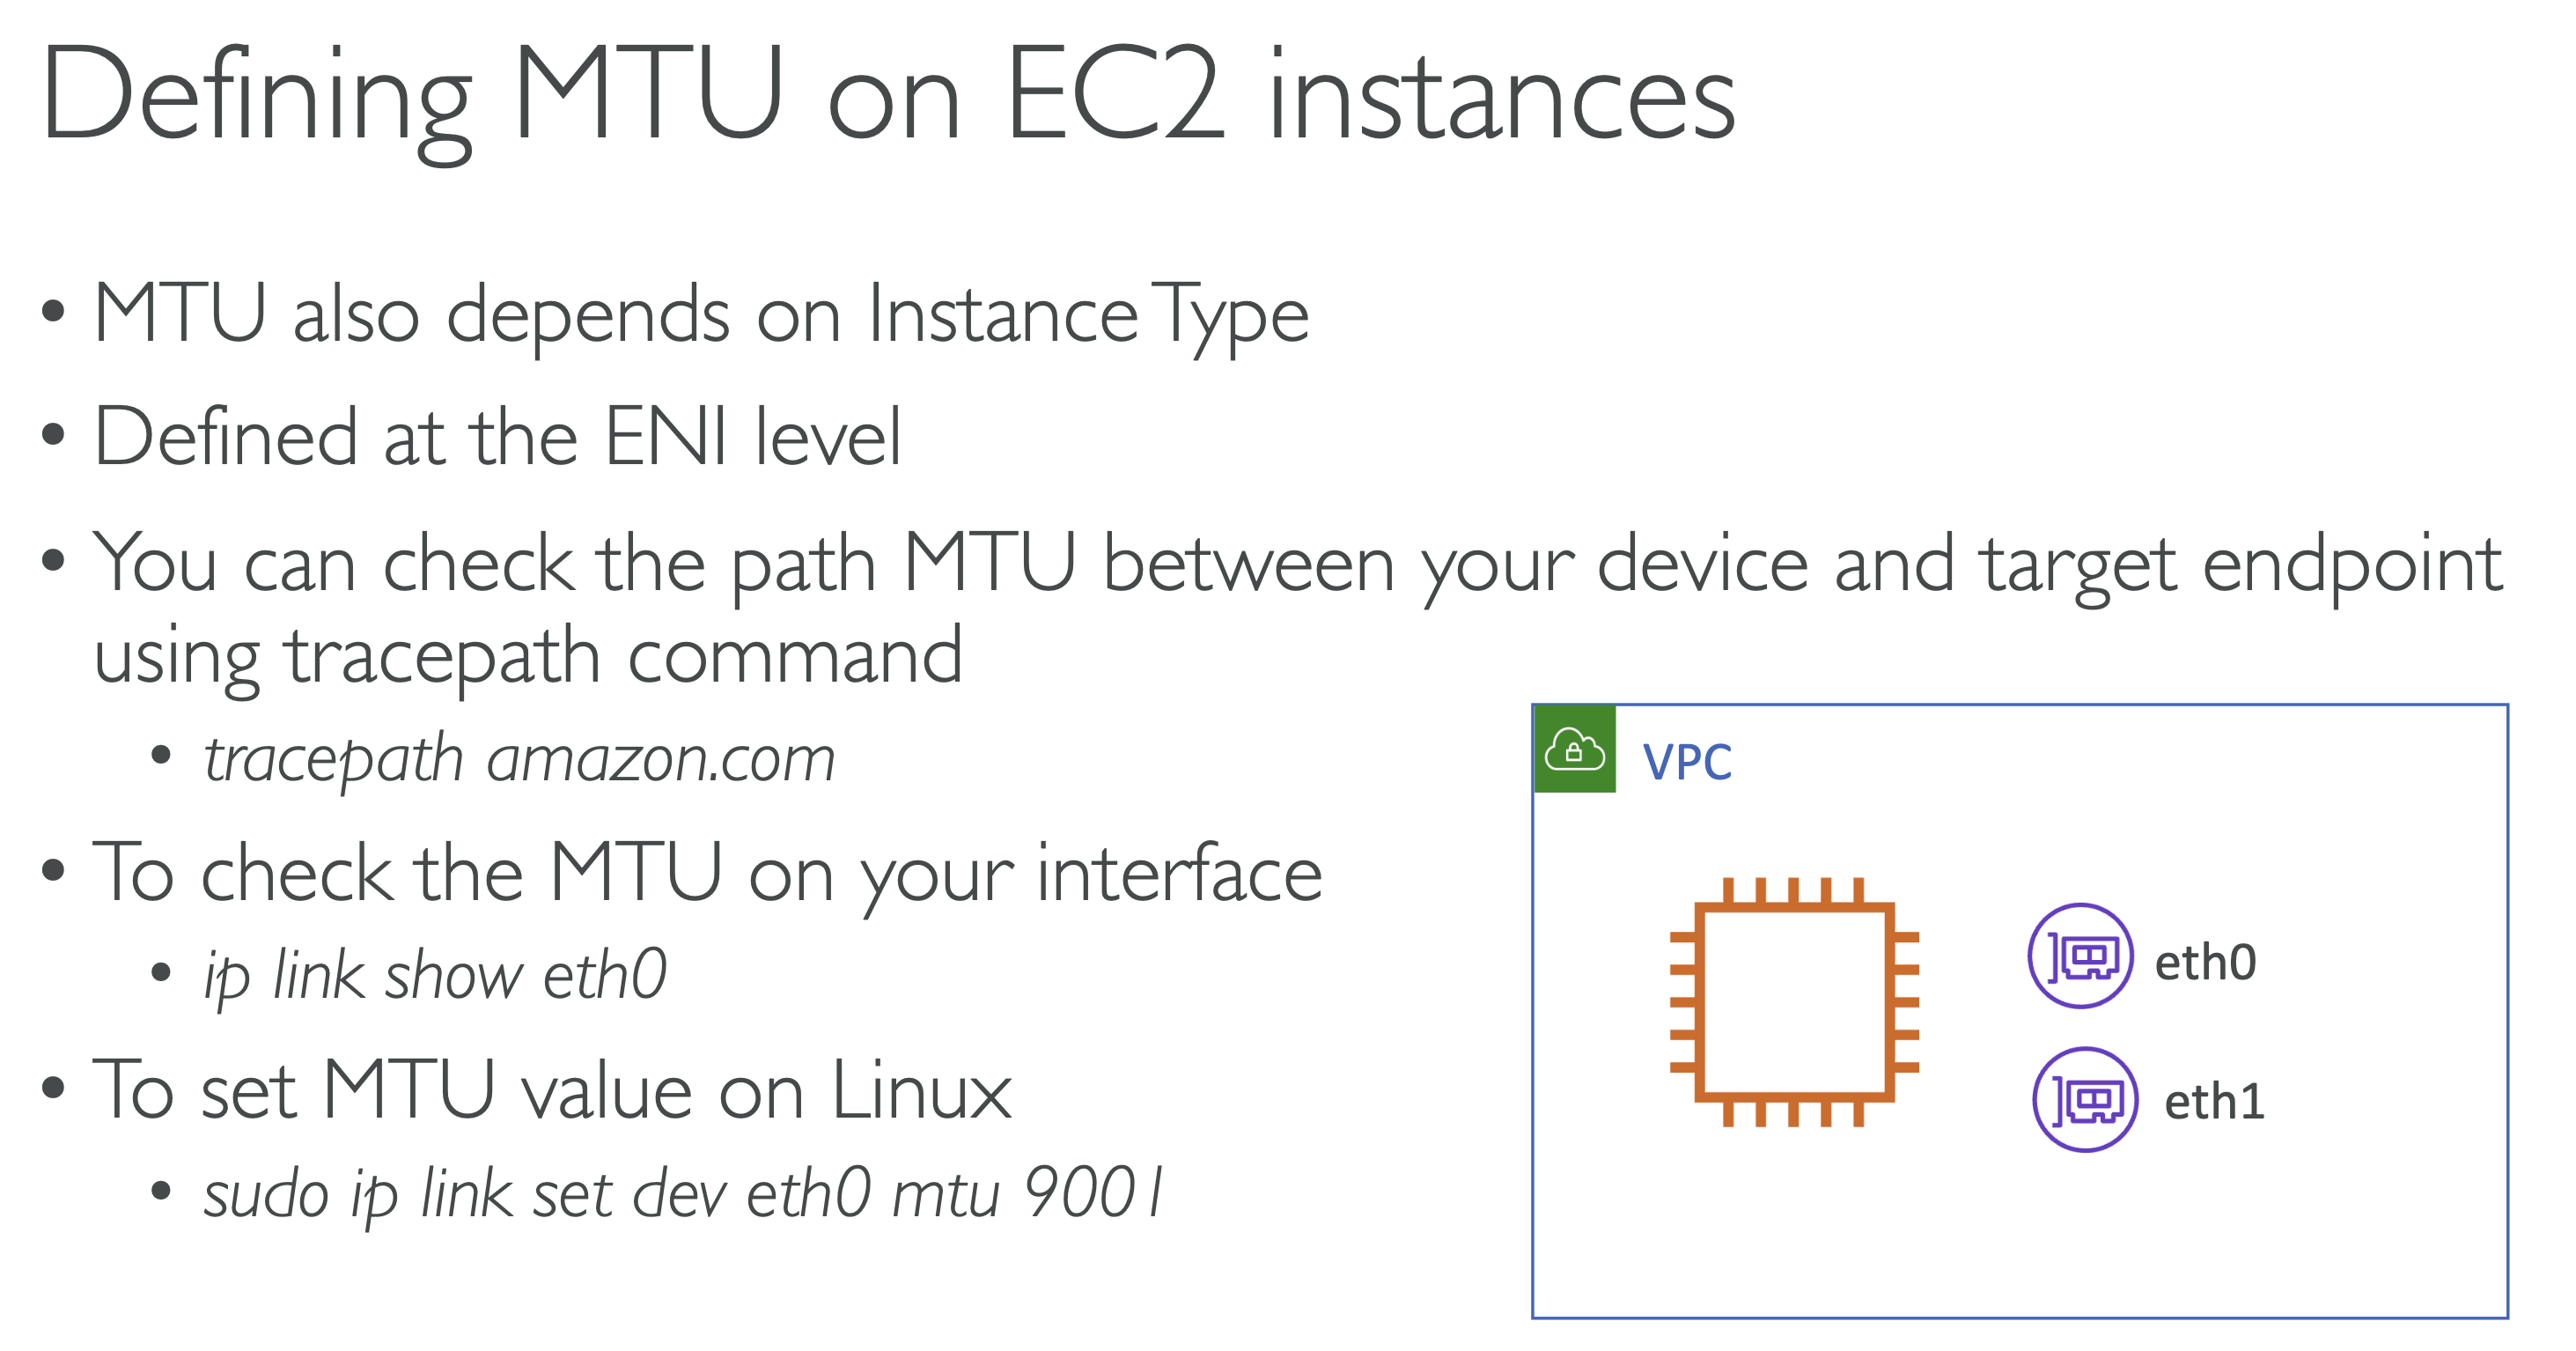 Defining MTU on EC2 instances
• MTU also depends on Instance Type
• Defined at the ENI level
• You can check the path MTU between your device and target endpoint
using tracepath command
• tracepath amazon.com
• To check the MTU on your interface
• ip link show eth0
• To set MTU value on Linux
• sudo ip link set dev eth0 mtu 9001
VPC
eth0
eth1